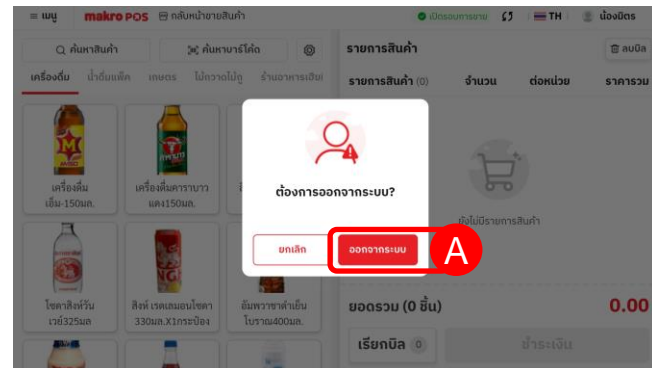 เมนู makro POS กลับหน้าขายสินค้า เปิดรอบการขาย TH น้องมิตร
ค้นหาสินค้า ค้นหาบาร์โค้ด รายการสินค้า ลบบิล
เครื่องดื่ม น้ำดื่มแพ็ค เกษตร ไม้กวาดไม้ถู ร้านอาหารเฮีย
รายการสินค้า (0) จำนวน ต่อหน่วย ราคารวม
เครื่องดื่ม
เอ็ม-150มล.
เครื่องดื่มคาราบาว
แดง150มล.
ต้องการออกจากระบบ?
ยกเลิก ออกจากระบบ A
ยังไม่มีรายการสินค้า
โซดาสิงห์วัน
เวย์325มล
สิงห์ เรดเลมอนโซดา
330มล.X1กระป๋อง
อัมพวาชาดำเย็น
โบราณ400มล.
ยอดรวม (0 ชิ้น) 0.00
เรียกบิล 0 ชำระเงิน